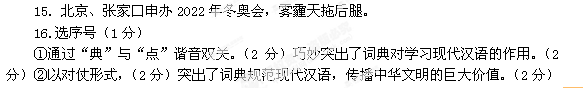 15. 北京、张家口申办 2022 年冬奥会，雾霾天拖后腿。
16.选序号（1 分）
①通过“典”与“点”谐音双关。（2 分）巧妙突出了词典对学习现代汉语的作用。（2
分）②以对仗形式，（2 分）突出了词典规范现代汉语，传播中华文明的巨大价值。（2 分）